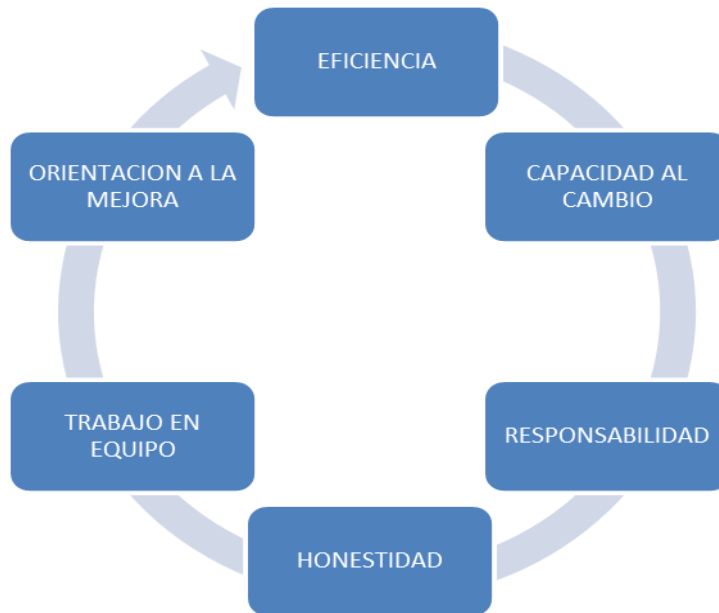 EFICIENCIA
CAPACIDAD AL
CAMBIO
RESPONSABILIDAD
HONESTIDAD
TRABAJO EN
EQUIPO
ORIENTACION A LA
MEJORA